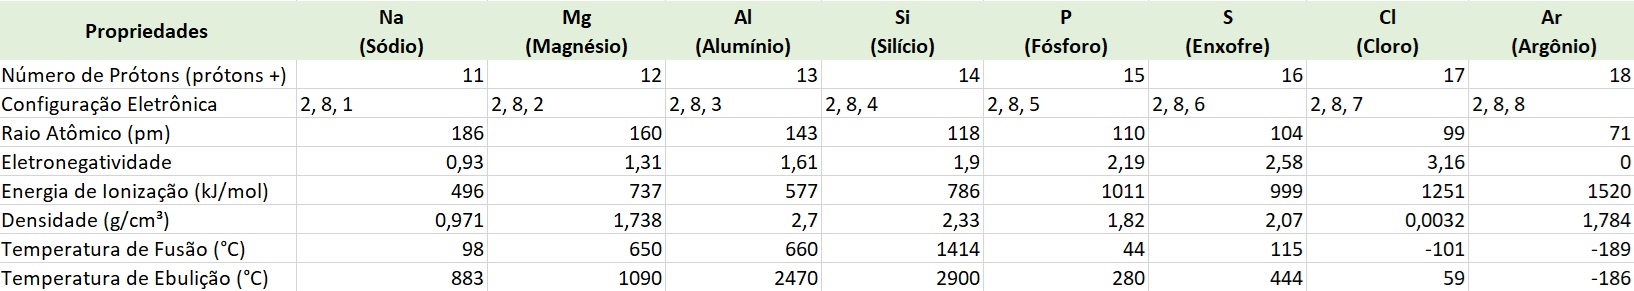 Propriedades Na (Sódio) Mg (Magnésio) Al (Alumínio) Si (Silício) P (Fósforo) S (Enxofre) Cl (Cloro) Ar (Argônio)
Número de Prótons (prótons +) 11 12 13 14 15 16 17 18
Configuração Eletrônica 2, 8, 1 2, 8, 2 2, 8, 3 2, 8, 4 2, 8, 5 2, 8, 6 2, 8, 7 2, 8, 8
Raio Atômico (pm) 186 160 143 118 110 104 99 71
Eletronegatividade 0,93 1,31 1,61 1,9 2,19 2,58 3,16 0
Energia de Ionização (kJ/mol) 496 737 577 786 1011 999 1251 1520
Densidade (g/cm³) 0,971 1,738 2,7 2,33 1,82 2,07 0,0032 1,784
Temperatura de Fusão (°C) 98 650 660 1414 44 115 -101 -189
Temperatura de Ebulição (°C) 883 1090 2470 2900 280 444 59 -186